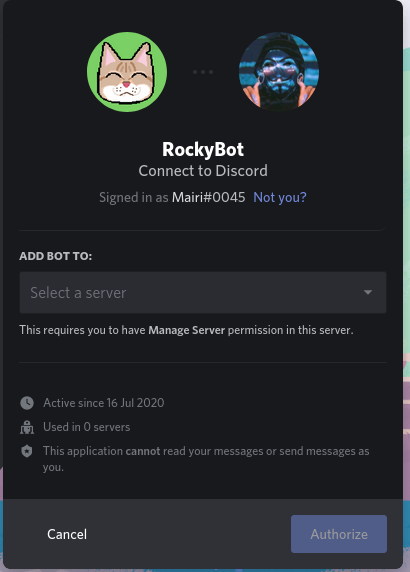 RockyBot
Connect to Discord
Signed in as Mairi#0045 Not you?
ADD BOT TO:
Select a server
This requires you to have Manage Server permission in this server.
Active since 16 Jul 2020
Used in 0 servers
This application cannot read your messages or send messages as
you.
Cancel
Authorize